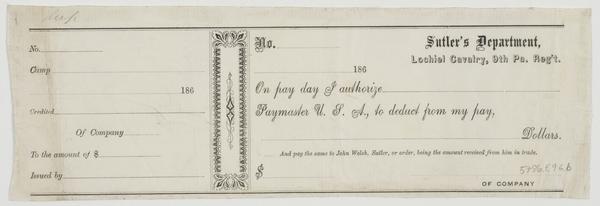 No.
Camp
186
Credited
Of Company
To the amount of $
Issued by
No.
Sutler's Department,
Lochiel Cavalry, 9th Pa. Reg't.
186
On pay day I authorize
Paymaster U. S. A., to deduct from my pay,
Dollars.
And pay the same to John Welsh, Sutler, or order, being the amount received from him in trade.
$
OF COMPANY